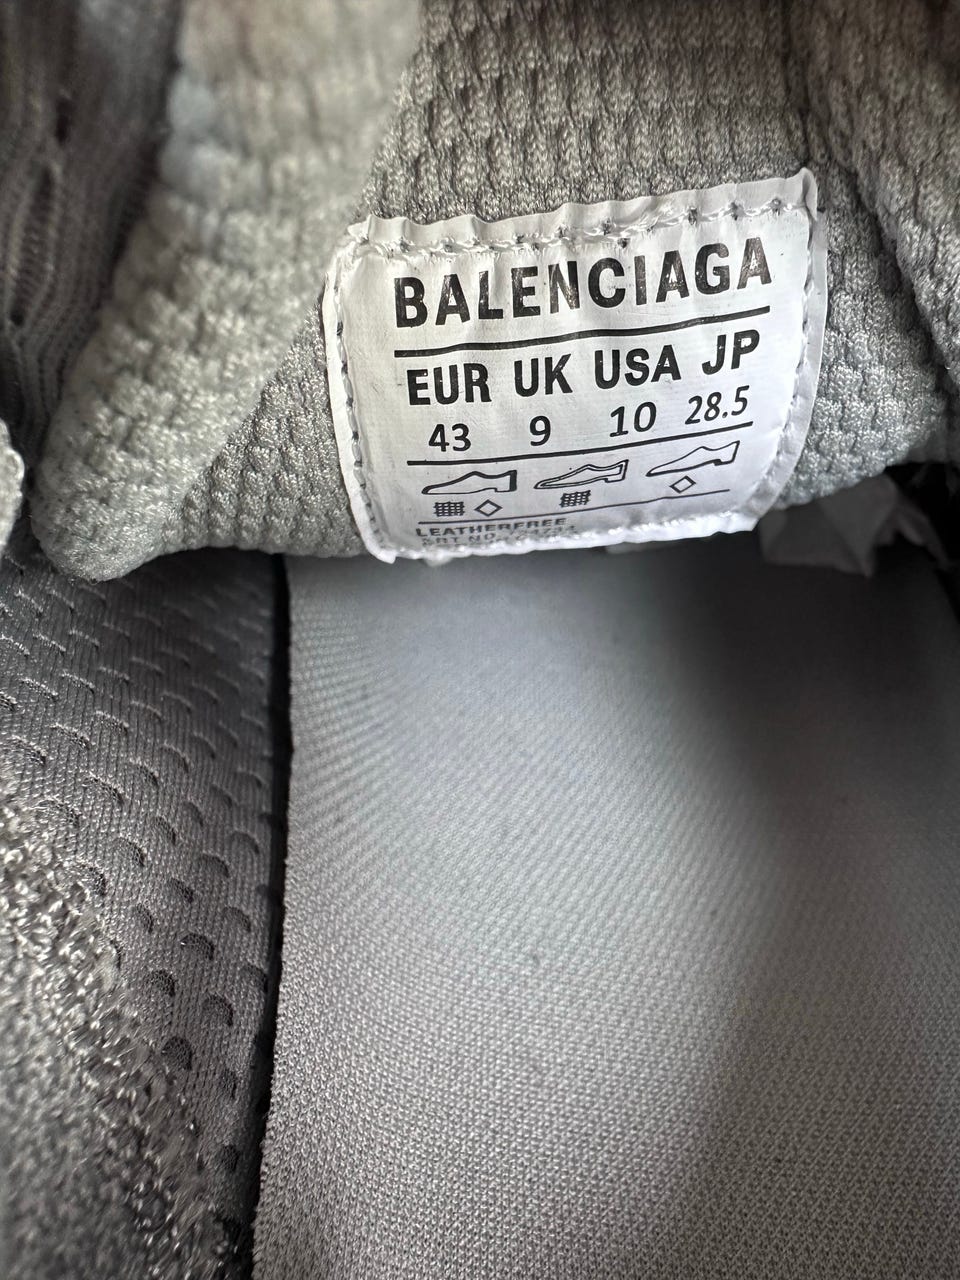 BALENCIAGA
EUR UK USA JP
43 9 10 28.5
LEATHERFREE